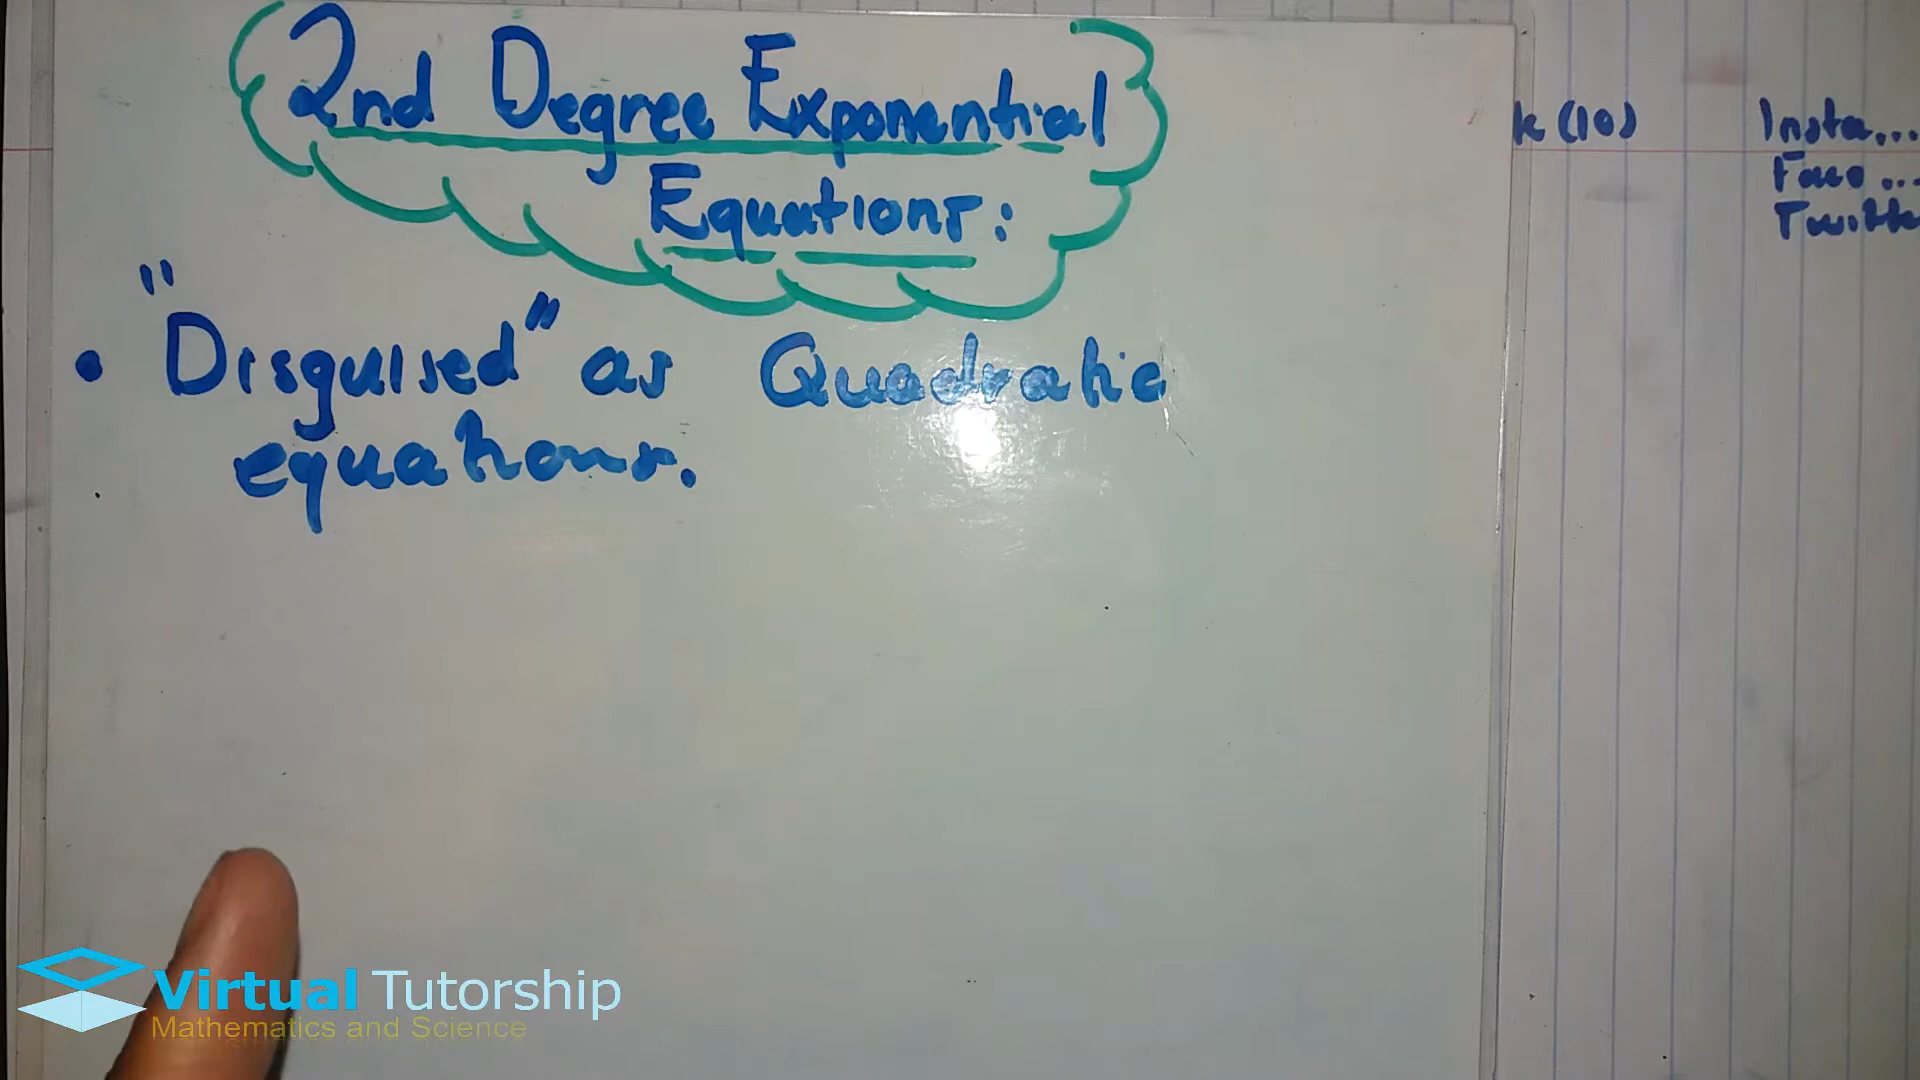 2nd Degree Exponential
Equations:
• "Disguised" as Quadratic
equations.
k (10)
Insta...
Face...
Virtual Tutorship
Mathematics and Science